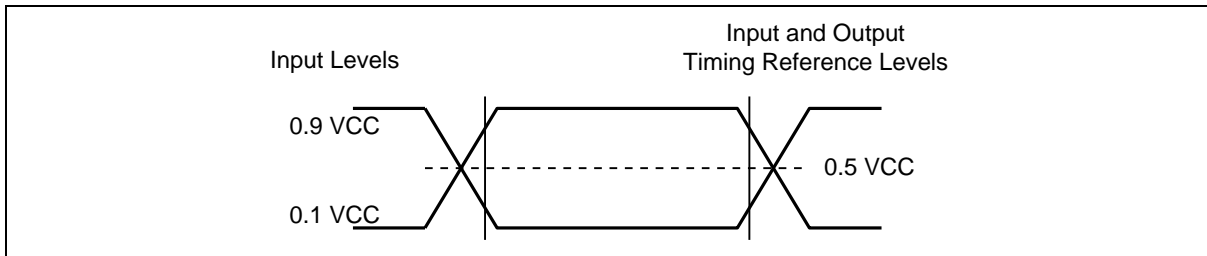 Input Levels
Input and Output
Timing Reference Levels
0.9 VCC
0.5 VCC
0.1 VCC